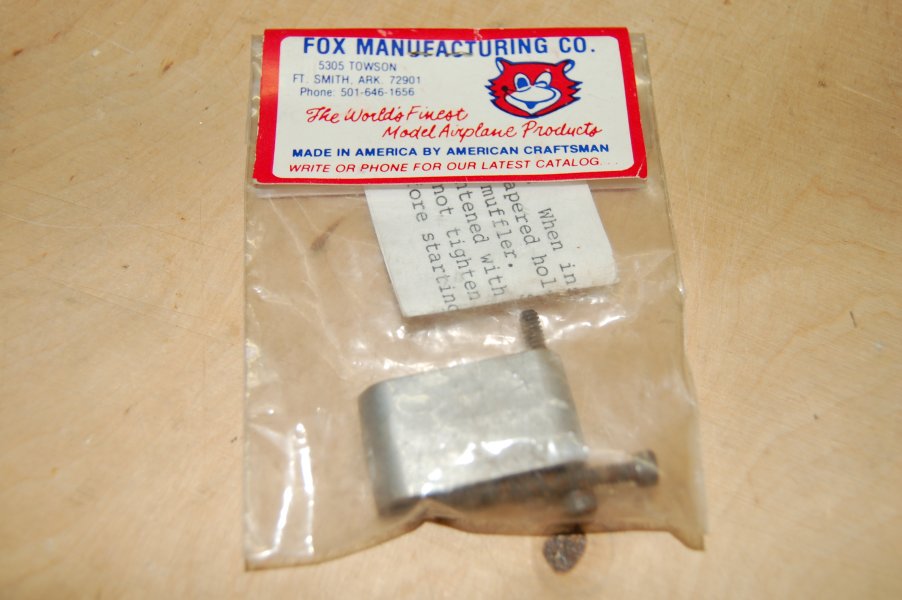 FOX MANUFACTURING CO.
5305 TOWSON
FT. SMITH, ARK. 72901
Phone: 501-646-1656
The World's Finest
Model Airplane Products
MADE IN AMERICA BY AMERICAN CRAFTSMAN
WRITE OR PHONE FOR OUR LATEST CATALOG...
When in
apered hol
muffler.
ntened with
not tighten
ore starting